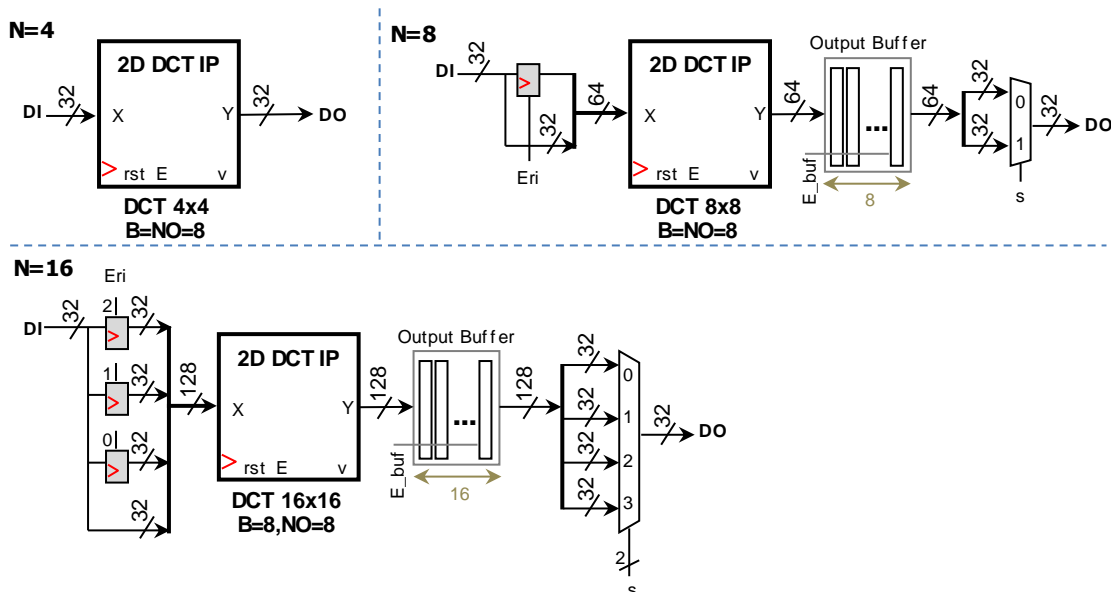 N=4
32
DI
2D DCT IP
X
Y
rst E
v
32
DO
DCT 4x4
B=NO=8
N=8
DI
32
Eri
32
64
2D DCT IP
X
Y
rst E
v
DCT 8x8
B=NO=8
64
Output Buffer
...
E_buf
8
64
32
32
0
1
s
32
DO
N=16
Eri
DI
32
2
32
1
32
0
32
32
128
2D DCT IP
X
Y
rst E
v
DCT 16x16
B=8,NO=8
128
Output Buffer
...
E_buf
16
128
32
32
32
32
0
1
2
3
2
s
32
DO